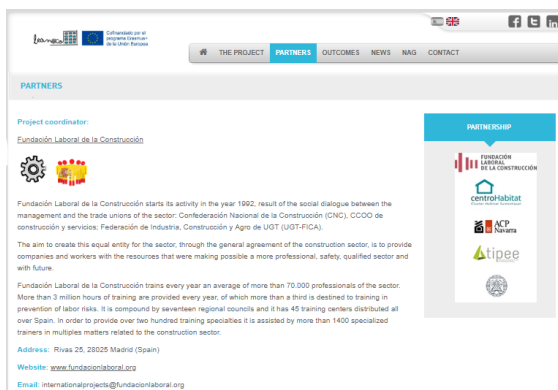 learneco
Cofinanciado por el
programa Erasmus+
de la Unión Europea
THE PROJECT PARTNERS OUTCOMES NEWS NAG CONTACT
PARTNERS
Project coordinator:
Fundación Laboral de la Construcción
Fundación Laboral de la Construcción starts its activity in the year 1992, result of the social dialogue between the
management and the trade unions of the sector: Confederación Nacional de la Construcción (CNC), CCOO de
construcción y servicios; Federación de Industria, Construcción y Agro de UGT (UGT-FICA).
The aim to create this equal entity for the sector, through the general agreement of the construction sector, is to provide
companies and workers with the resources that were making possible a more professional, safety, qualified sector and
with future.
Fundación Laboral de la Construcción trains every year an average of more than 70.000 professionals of the sector.
More than 3 million hours of training are provided every year, of which more than a third is destined to training in
prevention of labor risks. It is compound by seventeen regional councils and it has 45 training centers distributed all
over Spain. In order to provide over two hundred training specialties it is assisted by more than 1400 specialized
trainers in multiples matters related to the construction sector.
Address: Rivas 25, 28025 Madrid (Spain)
Website: www.fundacionlaboral.org
Email: internationalprojects@fundacionlaboral.org
PARTNERSHIP
FUNDACIÓN
LABORAL
DE LA CONSTRUCCIÓN
centroHabitat
ACP
Navarra
tipee